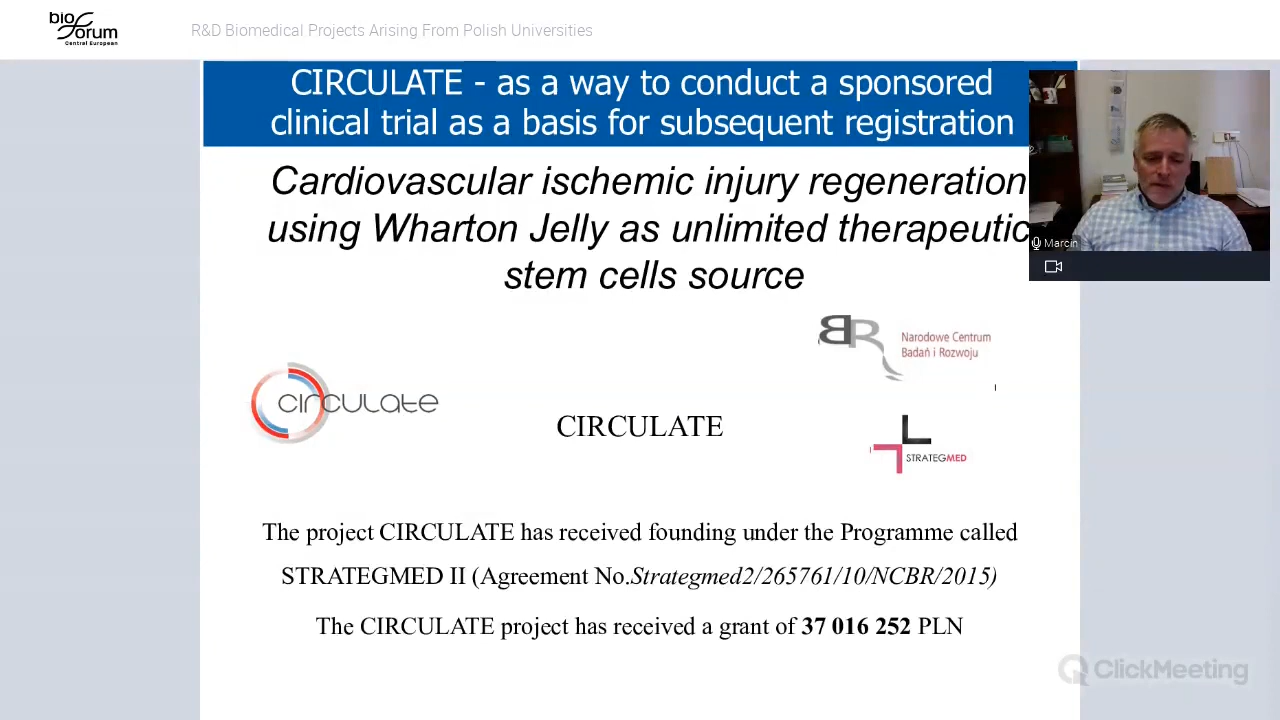 bio
Forum
Central European
R&D Biomedical Projects Arising From Polish Universities
CIRCULATE - as a way to conduct a sponsored
clinical trial as a basis for subsequent registration
Cardiovascular ischemic injury regeneration
using Wharton Jelly as unlimited therapeutic
stem cells source
Marcin
BR
Narodowe Centrum
Badań i Rozwoju
circulate
CIRCULATE
STRATEGMED
The project CIRCULATE has received founding under the Programme called
STRATEGMED II (Agreement No.Strategmed2/265761/10/NCBR/2015)
The CIRCULATE project has received a grant of 37 016 252 PLN
ClickMeeting